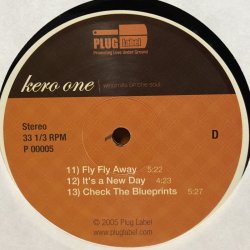 PLUG
Label
Promoting Love Under Ground
kero one | windmills of the soul
Stereo
33 1/3 RPM
P 00005
D
11) Fly Fly Away 5:22
12) It's a New Day 4:23
13) Check The Blueprints 5:27
© 2005 Plug Label
www.pluglabel.com